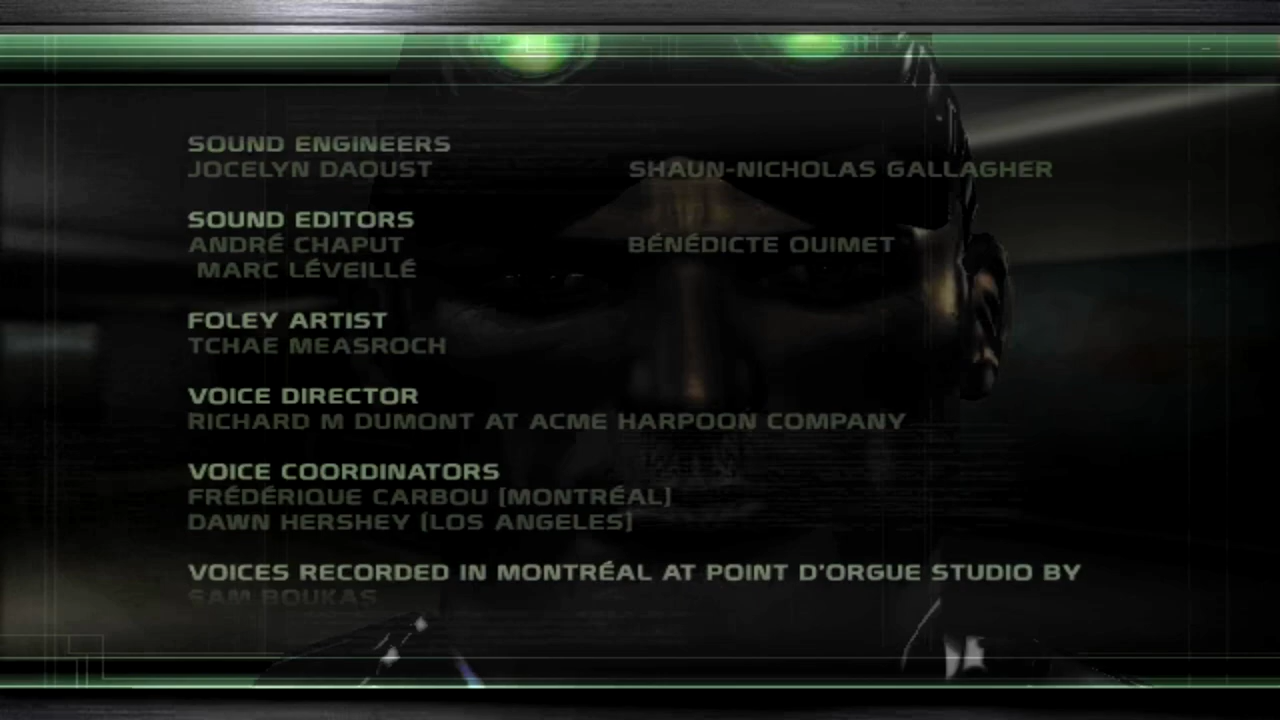 SOUND ENGINEERS
JOCELYN DAOUST SHAUN-NICHOLAS GALLAGHER
SOUND EDITORS
ANDRÉ CHAPUT BÉNÉDICTE OUIMET
MARC LÉVEILLÉ
FOLEY ARTIST
TCHAE MEASROCH
VOICE DIRECTOR
RICHARD M DUMONT AT ACME HARPOON COMPANY
VOICE COORDINATORS
FRÉDÉRIQUE CARBOU [MONTRÉAL]
DAWN HERSHEY [LOS ANGELES]
VOICES RECORDED IN MONTRÉAL AT POINT D'ORGUE STUDIO BY
SAM BOUKAS